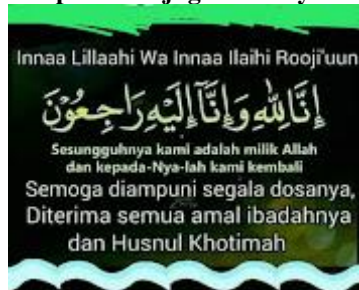 Innaa Lillaahi Wa Innaa Ilaihi Rooji'uun
إِنَّا لِلّٰهِ وَإِنَّآ إِلَيْهِ رَاجِعُوْنَ
Sesungguhnya kami adalah milik Allah
dan kepada-Nya-lah kami kembali
Semoga diampuni segala dosanya,
Diterima semua amal ibadahnya
dan Husnul Khotimah